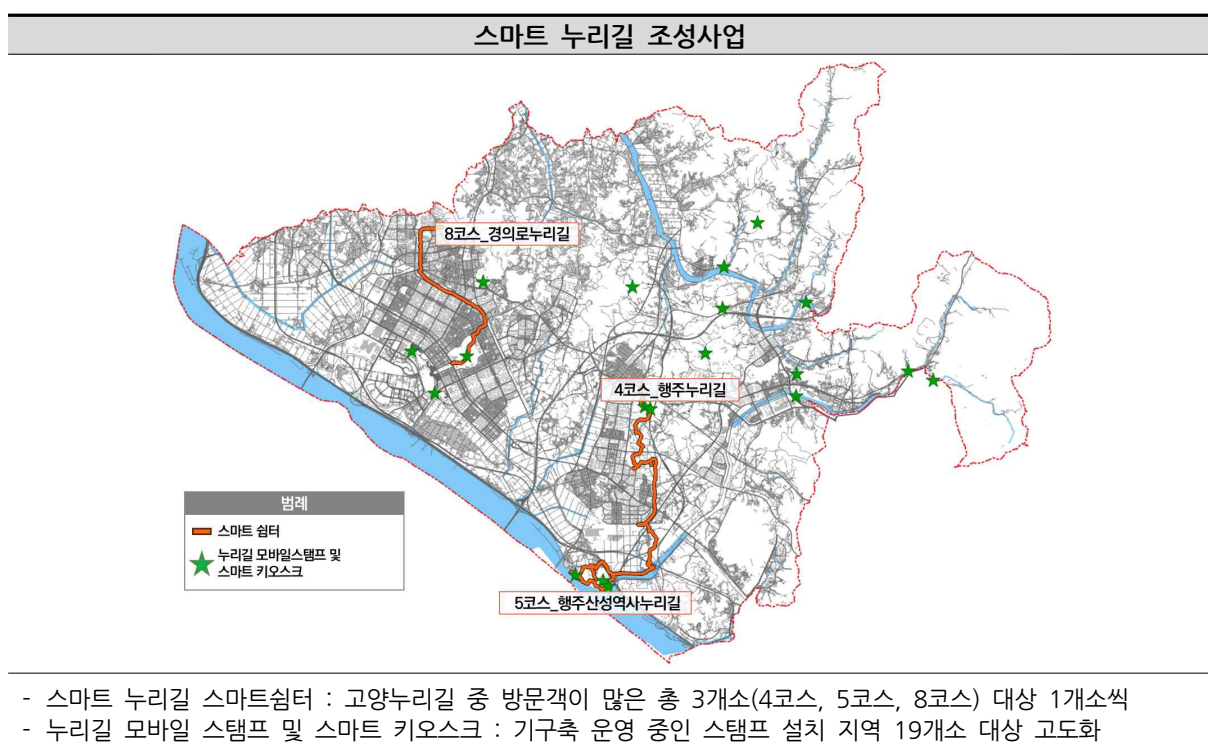 스마트 누리길 조성사업
8코스_경의로누리길
4코스_행주누리길
범례
스마트 쉼터
누리길 모바일스탬프 및
스마트 키오스크
5코스_행주산성역사누리길
- 스마트 누리길 스마트쉼터 : 고양누리길 중 방문객이 많은 총 3개소(4코스, 5코스, 8코스) 대상 1개소씩
- 누리길 모바일 스탬프 및 스마트 키오스크 : 기구축 운영 중인 스탬프 설치 지역 19개소 대상 고도화